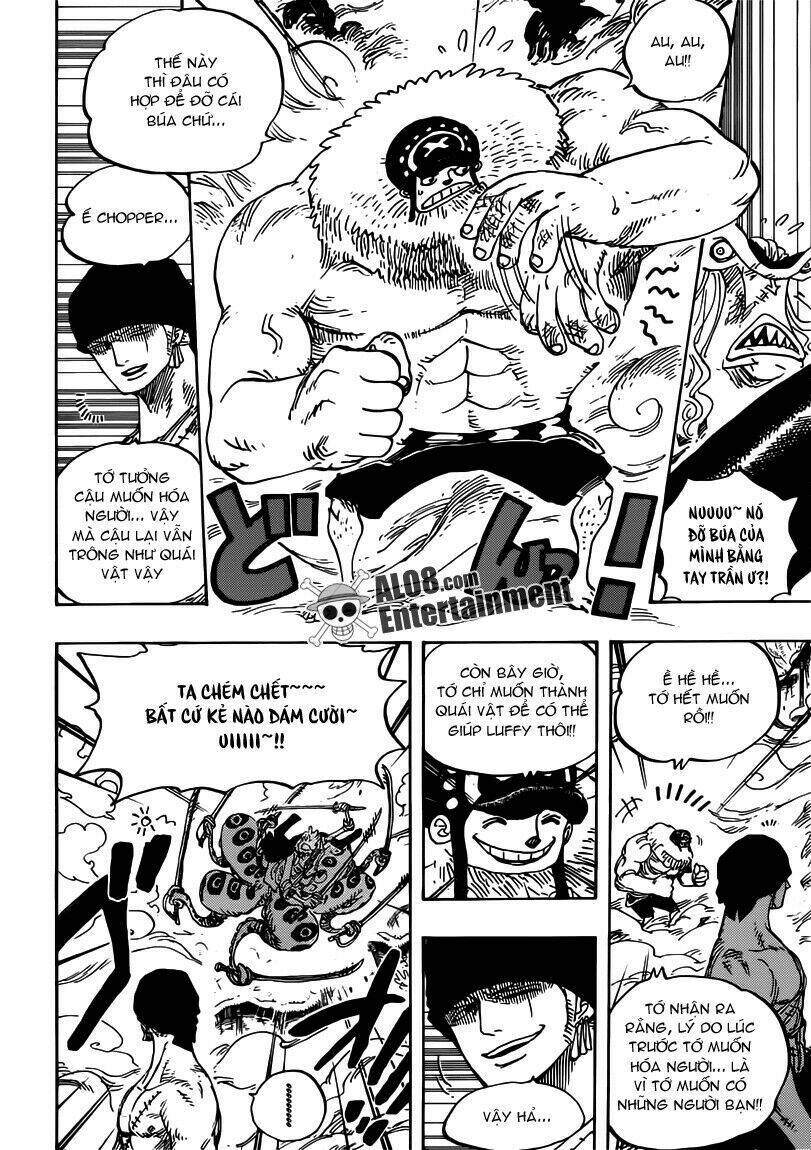 AU, AU,
AU!!
THẾ NÀY
THÌ ĐÂU CÓ
HỢP ĐỂ ĐỠ CÁI
BÚA CHỨ...
Ế CHOPPER...
TỚ TƯỞNG
CẬU MUỐN HÓA
NGƯỜI... VẬY
MÀ CẬU LẠI VẪN
TRÔNG NHƯ QUÁI
VẬT VẬY
NUUUU~ NÓ
ĐỠ BÚA CỦA
MÌNH BẰNG
TAY TRẦN Ư?!
ど
!
ALO8.com
Entertainment
Ề HỀ HỀ...
TỚ HẾT MUỐN
RỒI!!
TỚ NHẬN RA
RẰNG, LÝ DO LÚC
TRƯỚC TỚ MUỐN
HÓA NGƯỜI... LÀ
VÌ TỚ MUỐN CÓ
NHỮNG NGƯỜI BẠN!!
CÒN BÂY GIỜ,
TỚ CHỈ MUỐN THÀNH
QUÁI VẬT ĐỂ CÓ THỂ
GIÚP LUFFY THÔI!!
VẬY HẢ...
TA CHÉM CHẾT~~~
BẤT CỨ KẺ NÀO DÁM CƯỜI~
UIIIII~!!